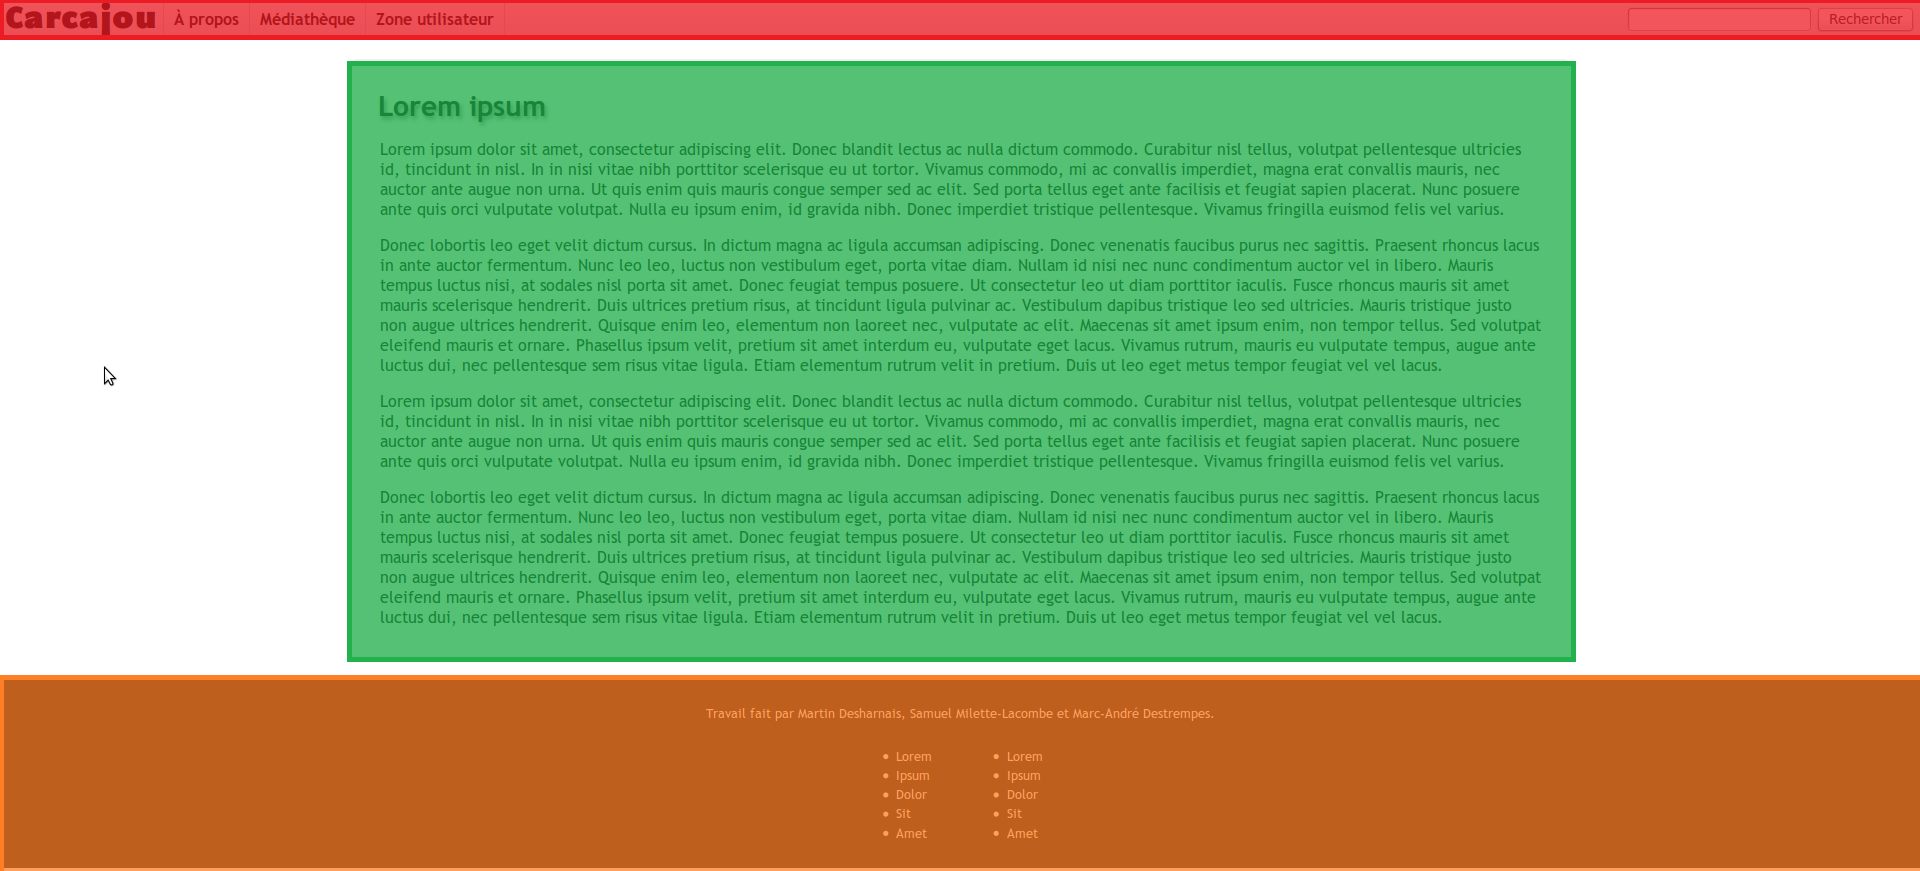 Carcajou À propos Médiathèque Zone utilisateur Rechercher
Lorem ipsum
Lorem ipsum dolor sit amet, consectetur adipiscing elit. Donec blandit lectus ac nulla dictum commodo. Curabitur nisl tellus, volutpat pellentesque ultricies
id, tincidunt in nisl. In in nisi vitae nibh porttitor scelerisque eu ut tortor. Vivamus commodo, mi ac convallis imperdiet, magna erat convallis mauris, nec
auctor ante augue non urna. Ut quis enim quis mauris congue semper sed ac elit. Sed porta tellus eget ante facilisis et feugiat sapien placerat. Nunc posuere
ante quis orci vulputate volutpat. Nulla eu ipsum enim, id gravida nibh. Donec imperdiet tristique pellentesque. Vivamus fringilla euismod felis vel varius.
Donec lobortis leo eget velit dictum cursus. In dictum magna ac ligula accumsan adipiscing. Donec venenatis faucibus purus nec sagittis. Praesent rhoncus lacus
in ante auctor fermentum. Nunc leo leo, luctus non vestibulum eget, porta vitae diam. Nullam id nisi nec nunc condimentum auctor vel in libero. Mauris
tempus luctus nisi, at sodales nisl porta sit amet. Donec feugiat tempus posuere. Ut consectetur leo ut diam porttitor iaculis. Fusce rhoncus mauris sit amet
mauris scelerisque hendrerit. Duis ultrices pretium risus, at tincidunt ligula pulvinar ac. Vestibulum dapibus tristique leo sed ultricies. Mauris tristique justo
non augue ultrices hendrerit. Quisque enim leo, elementum non laoreet nec, vulputate ac elit. Maecenas sit amet ipsum enim, non tempor tellus. Sed volutpat
eleifend mauris et ornare. Phasellus ipsum velit, pretium sit amet interdum eu, vulputate eget lacus. Vivamus rutrum, mauris eu vulputate tempus, augue ante
luctus dui, nec pellentesque sem risus vitae ligula. Etiam elementum rutrum velit in pretium. Duis ut leo eget metus tempor feugiat vel vel lacus.
Lorem ipsum dolor sit amet, consectetur adipiscing elit. Donec blandit lectus ac nulla dictum commodo. Curabitur nisl tellus, volutpat pellentesque ultricies
id, tincidunt in nisl. In in nisi vitae nibh porttitor scelerisque eu ut tortor. Vivamus commodo, mi ac convallis imperdiet, magna erat convallis mauris, nec
auctor ante augue non urna. Ut quis enim quis mauris congue semper sed ac elit. Sed porta tellus eget ante facilisis et feugiat sapien placerat. Nunc posuere
ante quis orci vulputate volutpat. Nulla eu ipsum enim, id gravida nibh. Donec imperdiet tristique pellentesque. Vivamus fringilla euismod felis vel varius.
Donec lobortis leo eget velit dictum cursus. In dictum magna ac ligula accumsan adipiscing. Donec venenatis faucibus purus nec sagittis. Praesent rhoncus lacus
in ante auctor fermentum. Nunc leo leo, luctus non vestibulum eget, porta vitae diam. Nullam id nisi nec nunc condimentum auctor vel in libero. Mauris
tempus luctus nisi, at sodales nisl porta sit amet. Donec feugiat tempus posuere. Ut consectetur leo ut diam porttitor iaculis. Fusce rhoncus mauris sit amet
mauris scelerisque hendrerit. Duis ultrices pretium risus, at tincidunt ligula pulvinar ac. Vestibulum dapibus tristique leo sed ultricies. Mauris tristique justo
non augue ultrices hendrerit. Quisque enim leo, elementum non laoreet nec, vulputate ac elit. Maecenas sit amet ipsum enim, non tempor tellus. Sed volutpat
eleifend mauris et ornare. Phasellus ipsum velit, pretium sit amet interdum eu, vulputate eget lacus. Vivamus rutrum, mauris eu vulputate tempus, augue ante
luctus dui, nec pellentesque sem risus vitae ligula. Etiam elementum rutrum velit in pretium. Duis ut leo eget metus tempor feugiat vel vel lacus.
Travail fait par Martin Desharnais, Samuel Milette-Lacombe et Marc-André Destrempes.
• Lorem
• Ipsum
• Dolor
• Sit
• Amet
• Lorem
• Ipsum
• Dolor
• Sit
• Amet